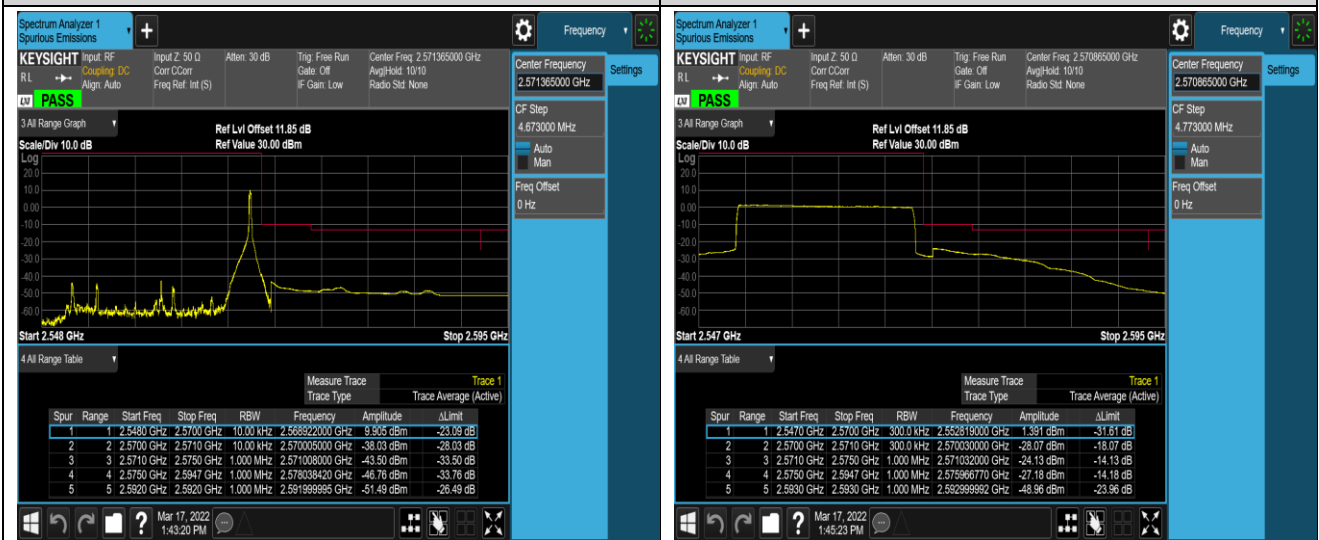 Spectrum Analyzer 1
Spurious Emissions
Frequency
KEYSIGHT
Input: RF
Coupling: DC
Align: Auto
Input Z: 50 Ω
Corr CCorr
Freq Ref: Int (S)
Atten: 30 dB
Trig: Free Run
Gate: Off
IF Gain: Low
Center Freq: 2.571365000 GHz
Avg|Hold: 10/10
Radio Std: None
R L
LXI
PASS
Center Frequency
2.571365000 GHz
Settings
CF Step
4.673000 MHz
Auto
Man
Freq Offset
0 Hz
3 All Range Graph
Ref Lvl Offset 11.85 dB
Scale/Div 10.0 dB
Ref Value 30.00 dBm
Log
20.0
10.0
0.00
-10.0
-20.0
-30.0
-40.0
-50.0
-60.0
Start 2.548 GHz
Stop 2.595 GHz
4 All Range Table
Measure Trace Trace 1
Trace Type Trace Average (Active)
Spur Range Start Freq Stop Freq RBW Frequency Amplitude ΔLimit
1 1 2.5480 GHz 2.5700 GHz 10.00 kHz 2.568922000 GHz 9.905 dBm -23.09 dB
2 2 2.5700 GHz 2.5710 GHz 10.00 kHz 2.570005000 GHz -38.03 dBm -28.03 dB
3 3 2.5710 GHz 2.5750 GHz 1.000 MHz 2.571008000 GHz -43.50 dBm -33.50 dB
4 4 2.5750 GHz 2.5947 GHz 1.000 MHz 2.578038420 GHz -46.76 dBm -33.76 dB
5 5 2.5920 GHz 2.5920 GHz 1.000 MHz 2.591999995 GHz -51.49 dBm -26.49 dB
?
Mar 17, 2022
1:43:20 PM
Spectrum Analyzer 1
Spurious Emissions
Frequency
KEYSIGHT
Input: RF
Coupling: DC
Align: Auto
Input Z: 50 Ω
Corr CCorr
Freq Ref: Int (S)
Atten: 30 dB
Trig: Free Run
Gate: Off
IF Gain: Low
Center Freq: 2.570865000 GHz
Avg|Hold: 10/10
Radio Std: None
R L
LXI
PASS
Center Frequency
2.570865000 GHz
Settings
CF Step
4.773000 MHz
Auto
Man
Freq Offset
0 Hz
3 All Range Graph
Ref Lvl Offset 11.85 dB
Scale/Div 10.0 dB
Ref Value 30.00 dBm
Log
20.0
10.0
0.00
-10.0
-20.0
-30.0
-40.0
-50.0
-60.0
Start 2.547 GHz
Stop 2.595 GHz
4 All Range Table
Measure Trace Trace 1
Trace Type Trace Average (Active)
Spur Range Start Freq Stop Freq RBW Frequency Amplitude ΔLimit
1 1 2.5470 GHz 2.5700 GHz 300.0 kHz 2.552819000 GHz 1.391 dBm -31.61 dB
2 2 2.5700 GHz 2.5710 GHz 300.0 kHz 2.570030000 GHz -28.07 dBm -18.07 dB
3 3 2.5710 GHz 2.5750 GHz 1.000 MHz 2.571032000 GHz -24.13 dBm -14.13 dB
4 4 2.5750 GHz 2.5947 GHz 1.000 MHz 2.575966770 GHz -27.18 dBm -14.18 dB
5 5 2.5930 GHz 2.5930 GHz 1.000 MHz 2.592999992 GHz -48.96 dBm -23.96 dB
?
Mar 17, 2022
1:45:23 PM